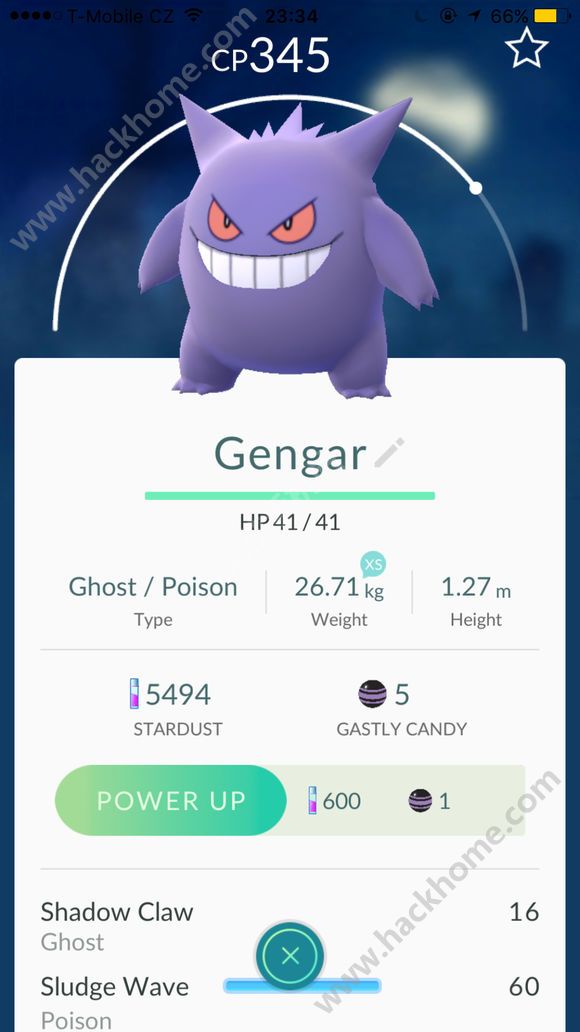 T-Mobile CZ 23:34 66%
CP345
www.hackhome.com
Gengar
HP 41 / 41
XS
Ghost / Poison 26.71 kg 1.27 m
Type Weight Height
5494 5
STARDUST GASTLY CANDY
POWER UP 600 1
www.hackhome.com
Shadow Claw 16
Ghost
Sludge Wave 60
Poison